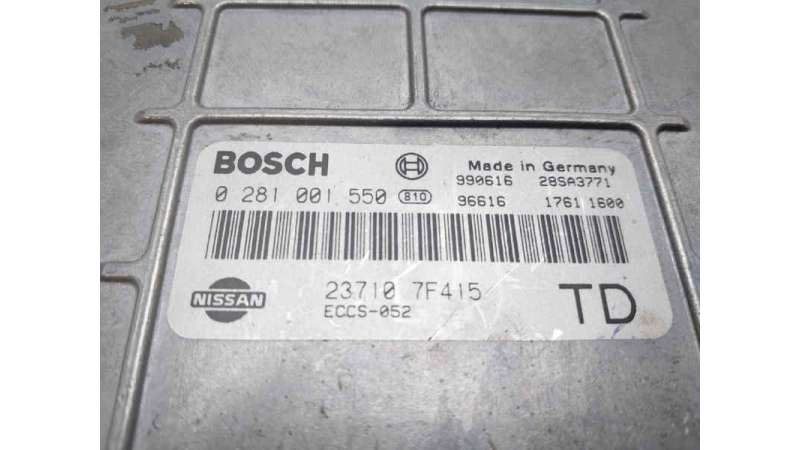 BOSCH Made in Germany
990616 28SA3771
0 281 001 550 810
96616 1761 1600
23710 7F415
NISSAN ECCS-052 TD